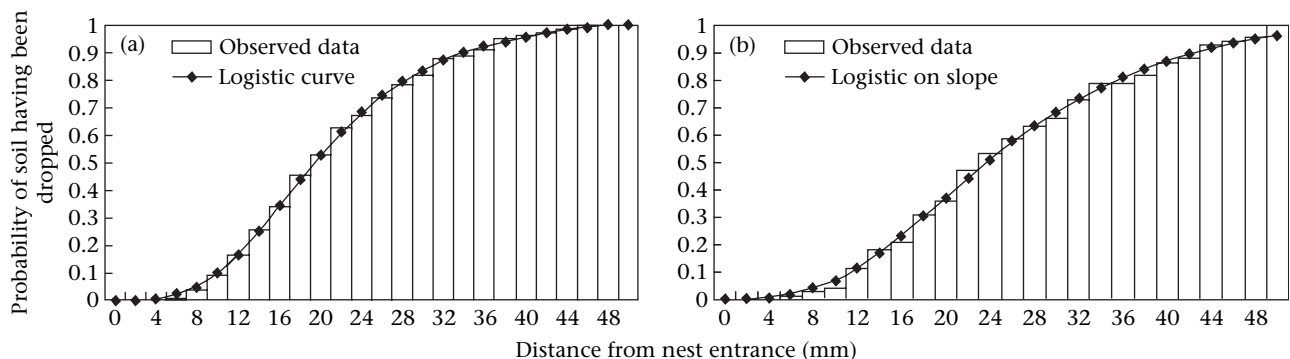 (a)
Observed data
Logistic curve
1
0.9
0.8
0.7
0.6
0.5
0.4
0.3
0.2
0.1
0
0 4 8 12 16 20 24 28 32 36 40 44 48
Probability of soil having been
dropped
(b)
Observed data
Logistic on slope
1
0.9
0.8
0.7
0.6
0.5
0.4
0.3
0.2
0.1
0
0 4 8 12 16 20 24 28 32 36 40 44 48
Distance from nest entrance (mm)